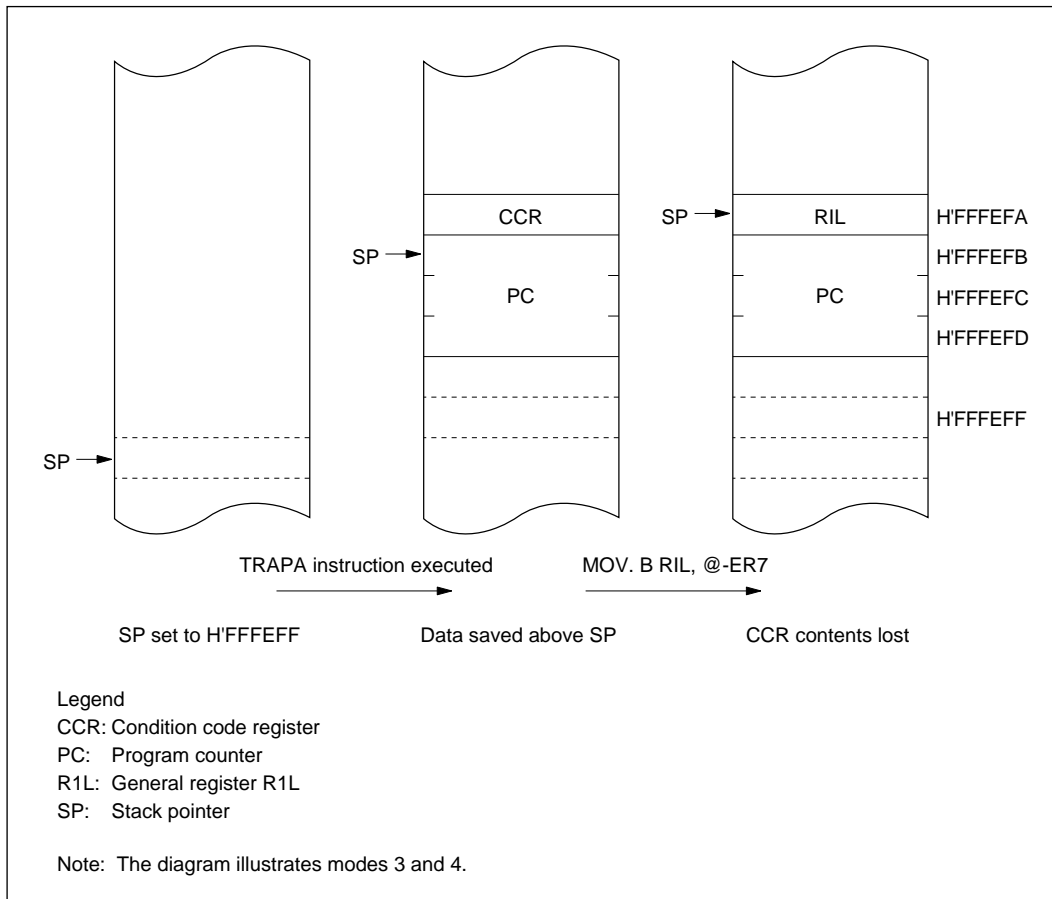 CCR
SP
RIL
H'FFFEFA
SP
H'FFFEFB
PC
PC
H'FFFEFC
H'FFFEFD
H'FFFEFF
SP
TRAPA instruction executed
MOV. B RIL, @-ER7
SP set to H'FFFEFF
Data saved above SP
CCR contents lost
Legend
CCR: Condition code register
PC: Program counter
R1L: General register R1L
SP: Stack pointer
Note: The diagram illustrates modes 3 and 4.